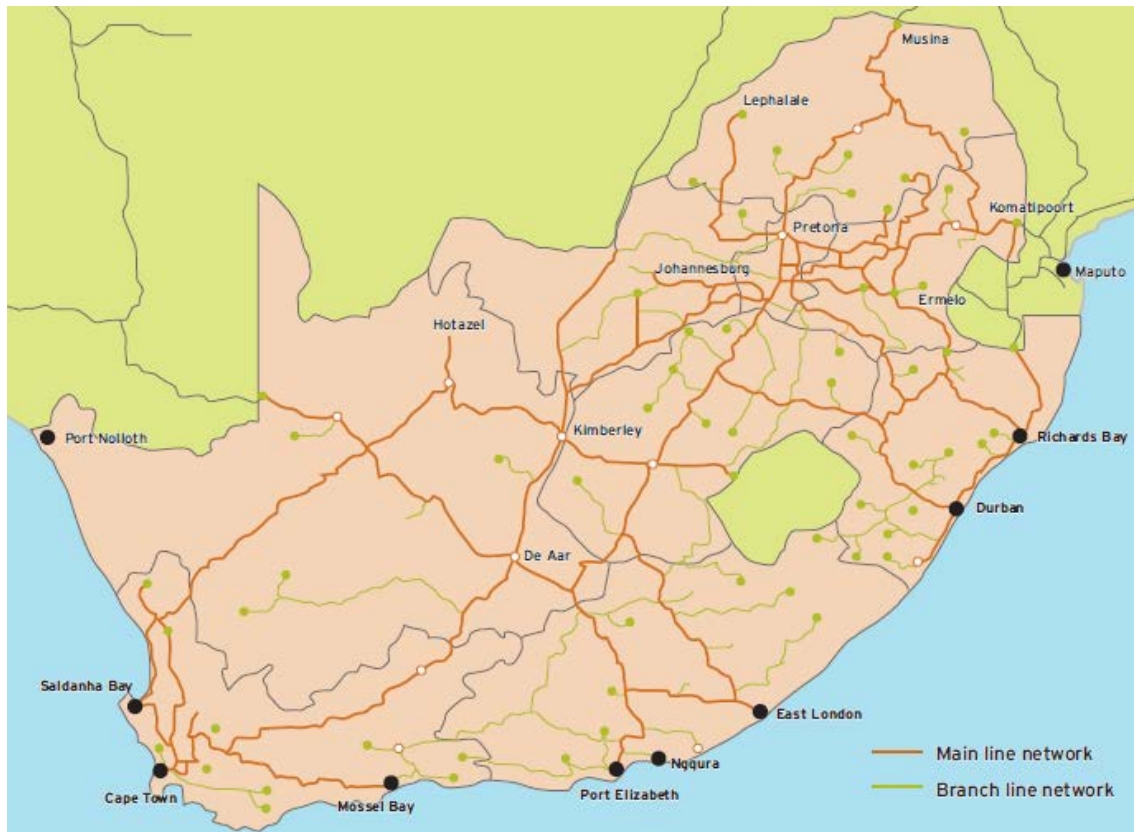 Musina
Lephalale
Komatipoort
Pretoria
Johannesburg
Maputo
Ermelo
Hotazel
Port Nolloth
Kimberley
Richards Bay
Durban
De Aar
Saldanha Bay
East London
Main line network
Ngqura
Branch line network
Cape Town
Mossel Bay
Port Elizabeth